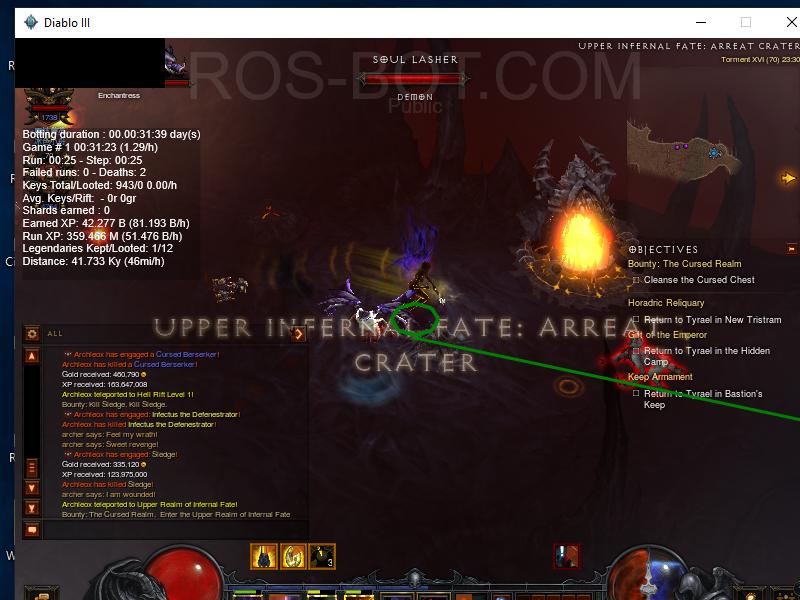 Diablo III
UPPER INFERNAL FATE: ARREAT CRATER
Torment XVI (70) 23:30
SOUL LASHER
ROS-BOT.COM
DEMON
Public
Enchantress
1738
Botting duration : 00.00:31:39 day(s)
Game # 1 00:31:23 (1.29/h)
Run: 00:25 - Step: 00:25
Failed runs: 0 - Deaths: 2
Keys Total/Looted: 943/0 0.00/h
Avg. Keys/Rift: - 0r 0gr
Shards earned : 0
Earned XP: 42.277 B (81.193 B/h)
Run XP: 359.466 M (51.476 B/h)
Legendaries Kept/Looted: 1/12
Distance: 41.733 Ky (46mi/h)
OBJECTIVES
Bounty: The Cursed Realm
Cleanse the Cursed Chest
Horadric Reliquary
Return to Tyrael in New Tristram
Gift of the Emperor
Return to Tyrael in the Hidden
Camp
Keep Armament
Return to Tyrael in Bastion's
Keep
UPPER INFERNAL FATE: ARREAT
CRATER
ALL
Archleox has engaged a Cursed Berserker!
Archleox has killed a Cursed Berserker!
Gold received: 460,790
XP received: 163,647,008
Archleox teleported to Hell Rift Level 1!
Bounty: Kill Sledge. Kill Sledge.
Archleox has engaged: Infectus the Defenestrator!
Archleox has killed Infectus the Defenestrator!
archer says: Feel my wrath!
archer says: Sweet revenge!
Archleox has engaged: Sledge!
Gold received: 335,120
XP received: 123,975,000
Archleox has killed Sledge!
archer says: I am wounded!
Archleox teleported to Upper Realm of Infernal Fate!
Bounty: The Cursed Realm. Enter the Upper Realm of Infernal Fate
3